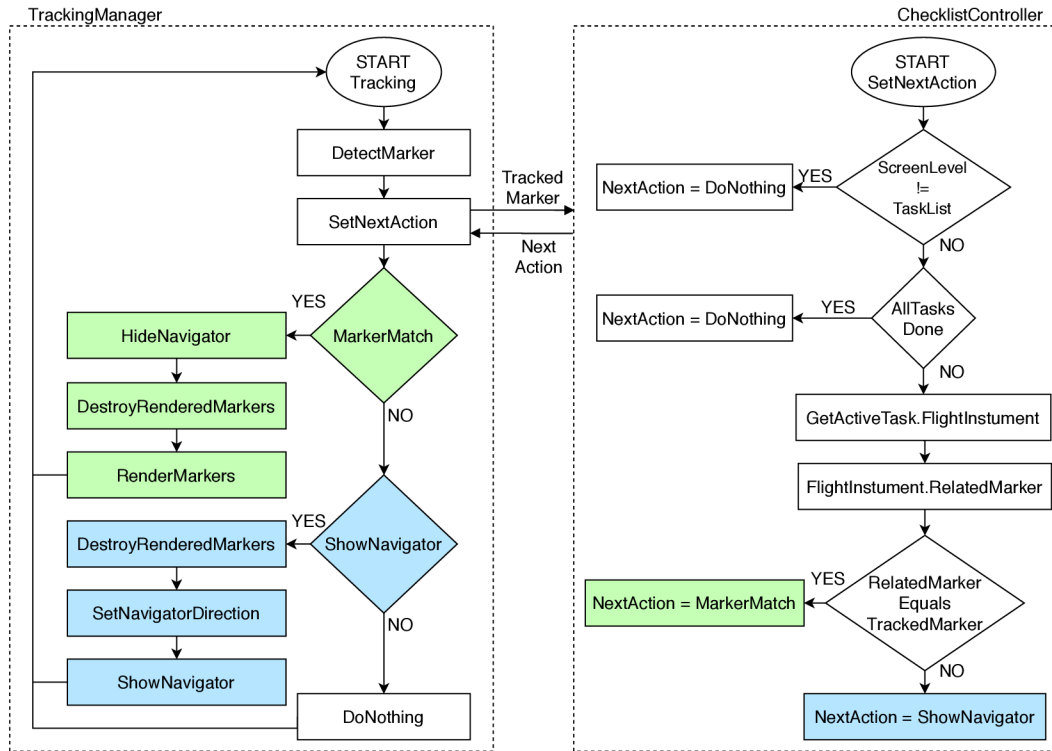 TrackingManager
START
Tracking
DetectMarker
SetNextAction
Tracked
Marker
Next
Action
MarkerMatch
YES
NO
HideNavigator
DestroyRenderedMarkers
RenderMarkers
ShowNavigator
YES
NO
DestroyRenderedMarkers
SetNavigatorDirection
ShowNavigator
DoNothing
ChecklistController
START
SetNextAction
ScreenLevel
!=
TaskList
YES
NextAction = DoNothing
NO
AllTasks
Done
YES
NextAction = DoNothing
NO
GetActiveTask.FlightInstument
FlightInstument.RelatedMarker
RelatedMarker
Equals
TrackedMarker
YES
NextAction = MarkerMatch
NO
NextAction = ShowNavigator